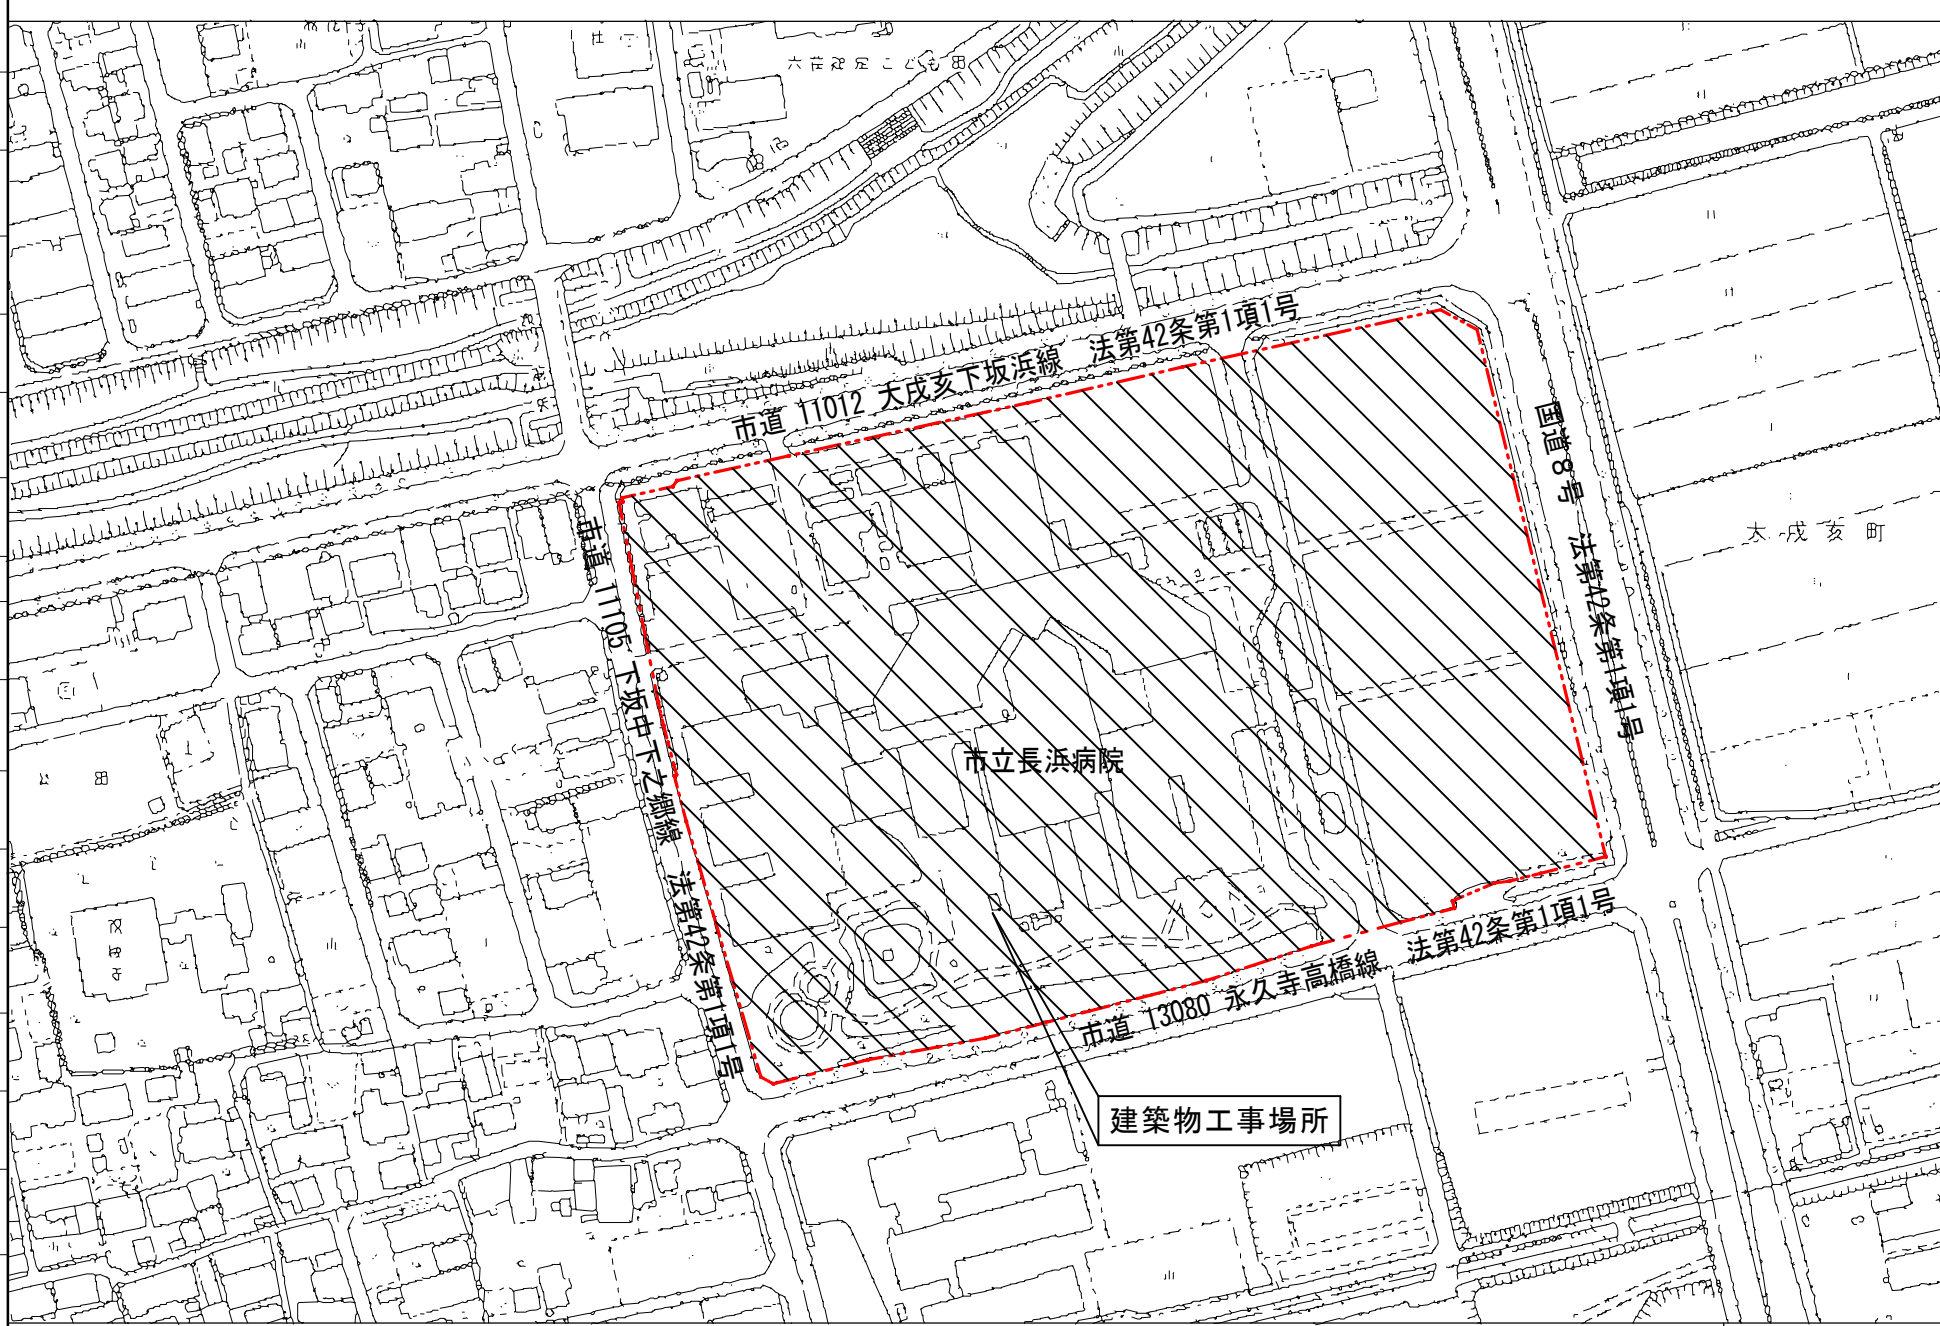 市道 11012 大戌亥下坂浜線　法第42条第1項1号
国道8号　法第42条第1項1号
大戌亥町
市道 11105 下坂中下之郷線　法第42条第1項1号
市立長浜病院
市道 13080 永久寺高橋線　法第42条第1項1号
建築物工事場所